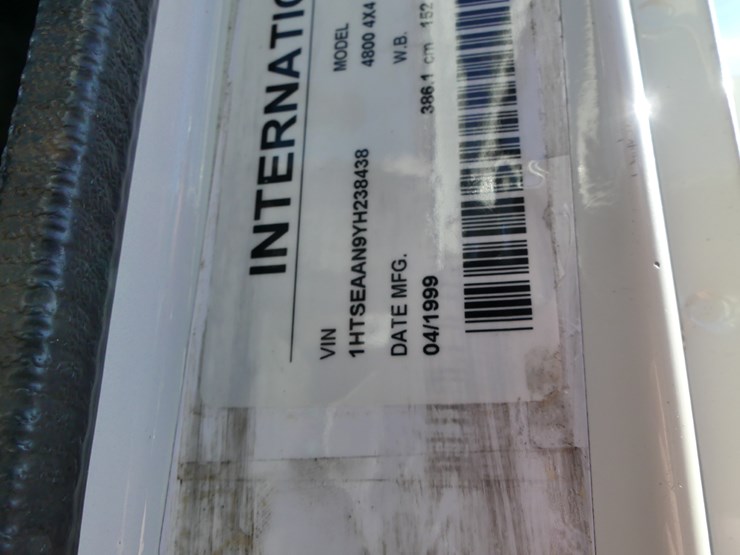 INTERNATIO
MODEL
4800 4X4
VIN
1HTSEAAN9YH238438
W.B.
DATE MFG.
386.1 cm 152
04/1999